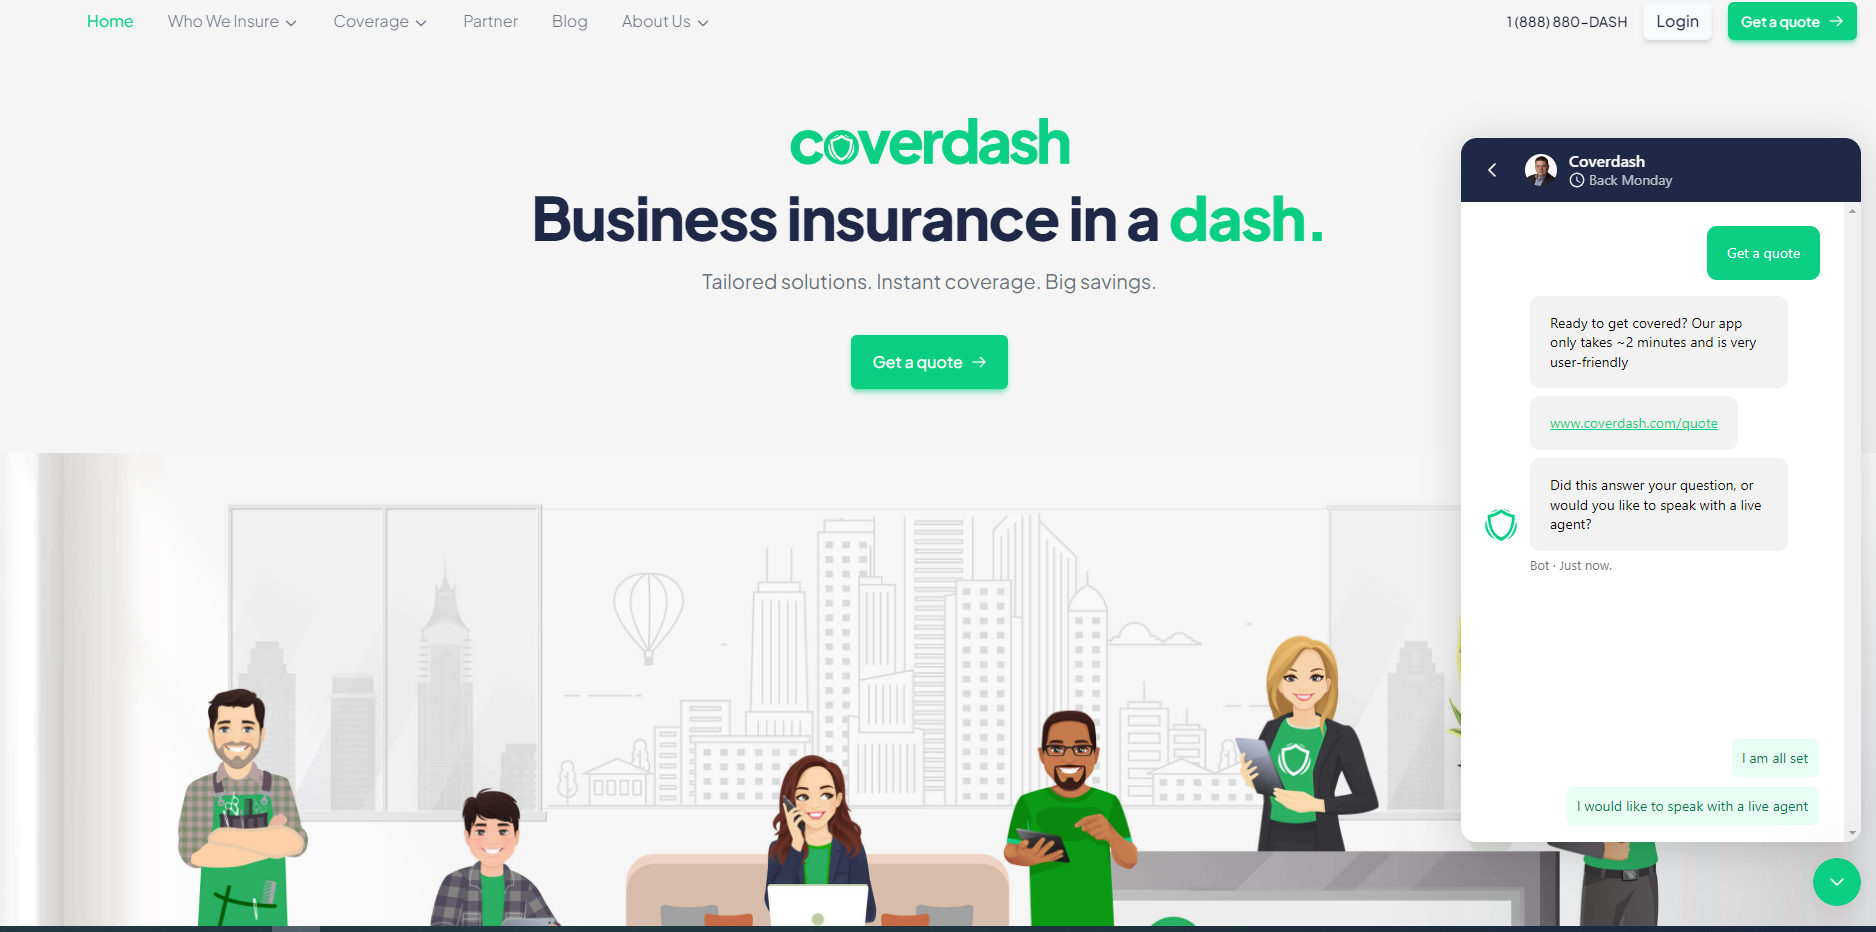 Home
Who We Insure
Coverage
Partner
Blog
About Us
1 (888) 880-DASH
Login
Get a quote →
coverdash
Business insurance in a dash.
Tailored solutions. Instant coverage. Big savings.
Get a quote →
Coverdash
Back Monday
Get a quote
Ready to get covered? Our app
only takes ~2 minutes and is very
user-friendly
www.coverdash.com/quote
Did this answer your question, or
would you like to speak with a live
agent?
Bot · Just now.
I am all set
I would like to speak with a live agent